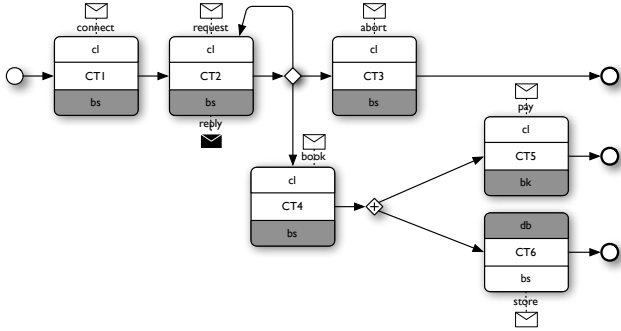 connect
cl
CT1
bs
request
cl
CT2
bs
reply
abort
cl
CT3
bs
book
cl
CT4
bs
pay
cl
CT5
bk
db
CT6
bs
store